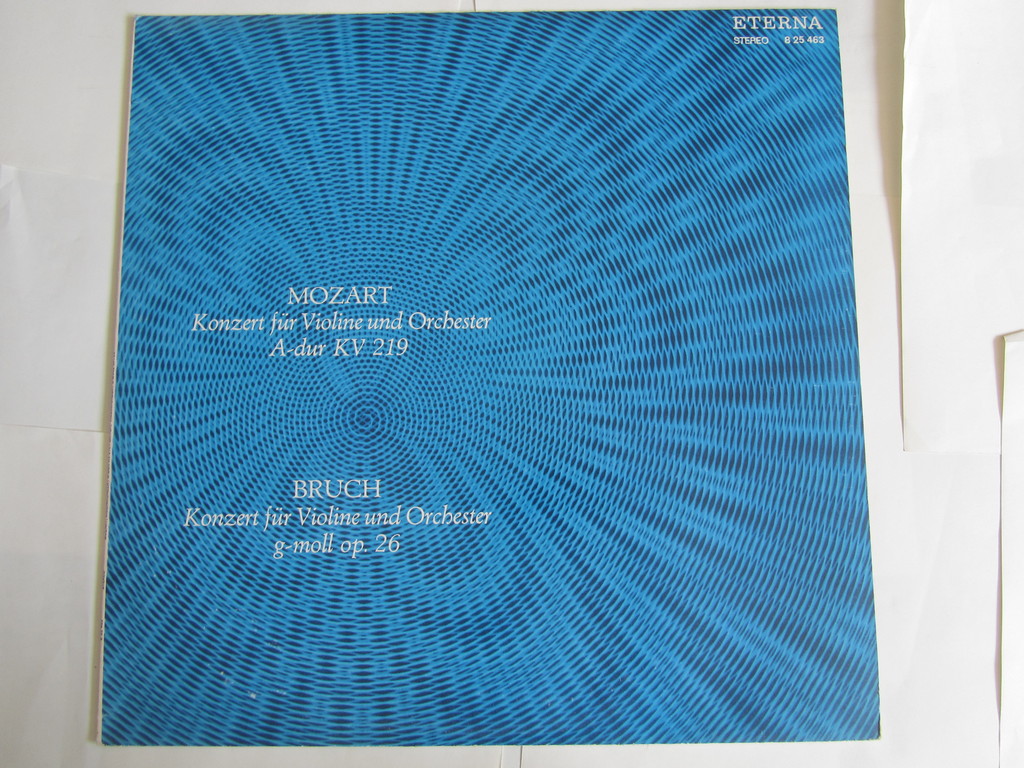 ETERNA
STEREO 8 25 463
MOZART
Konzert für Violine und Orchester
A-dur KV 219
BRUCH
Konzert für Violine und Orchester
g-moll op. 26